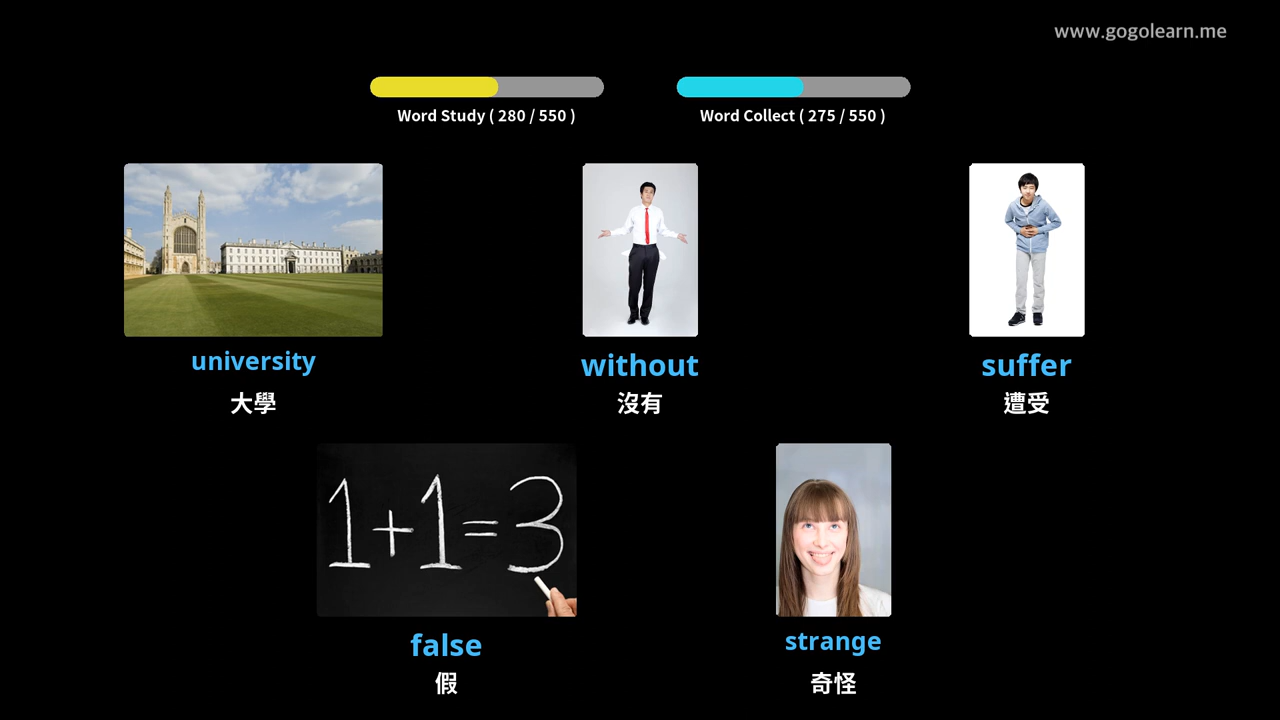 www.gogolearn.me
Word Study ( 280 / 550 )
Word Collect ( 275 / 550 )
university
大學
without
沒有
suffer
遭受
1+1=3
false
假
strange
奇怪